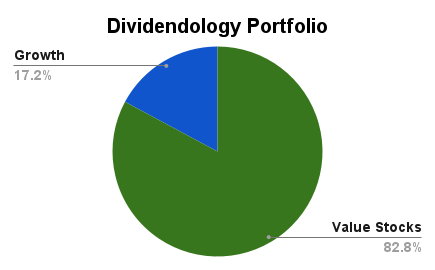 Dividendology Portfolio
Growth
17.2%
Value Stocks
82.8%